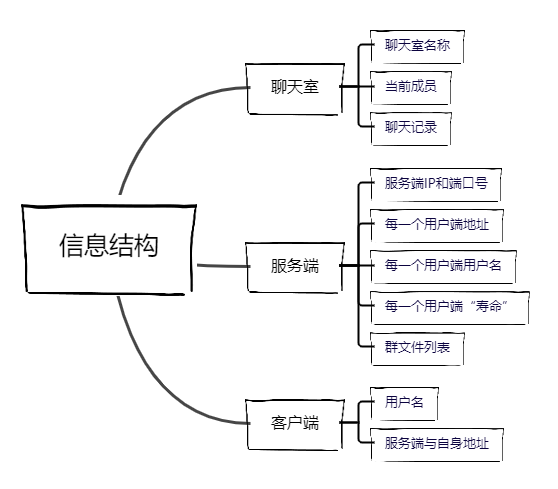 信息结构
聊天室
聊天室名称
当前成员
聊天记录
服务端
服务端IP和端口号
每一个用户端地址
每一个用户端用户名
每一个用户端“寿命”
群文件列表
客户端
用户名
服务端与自身地址